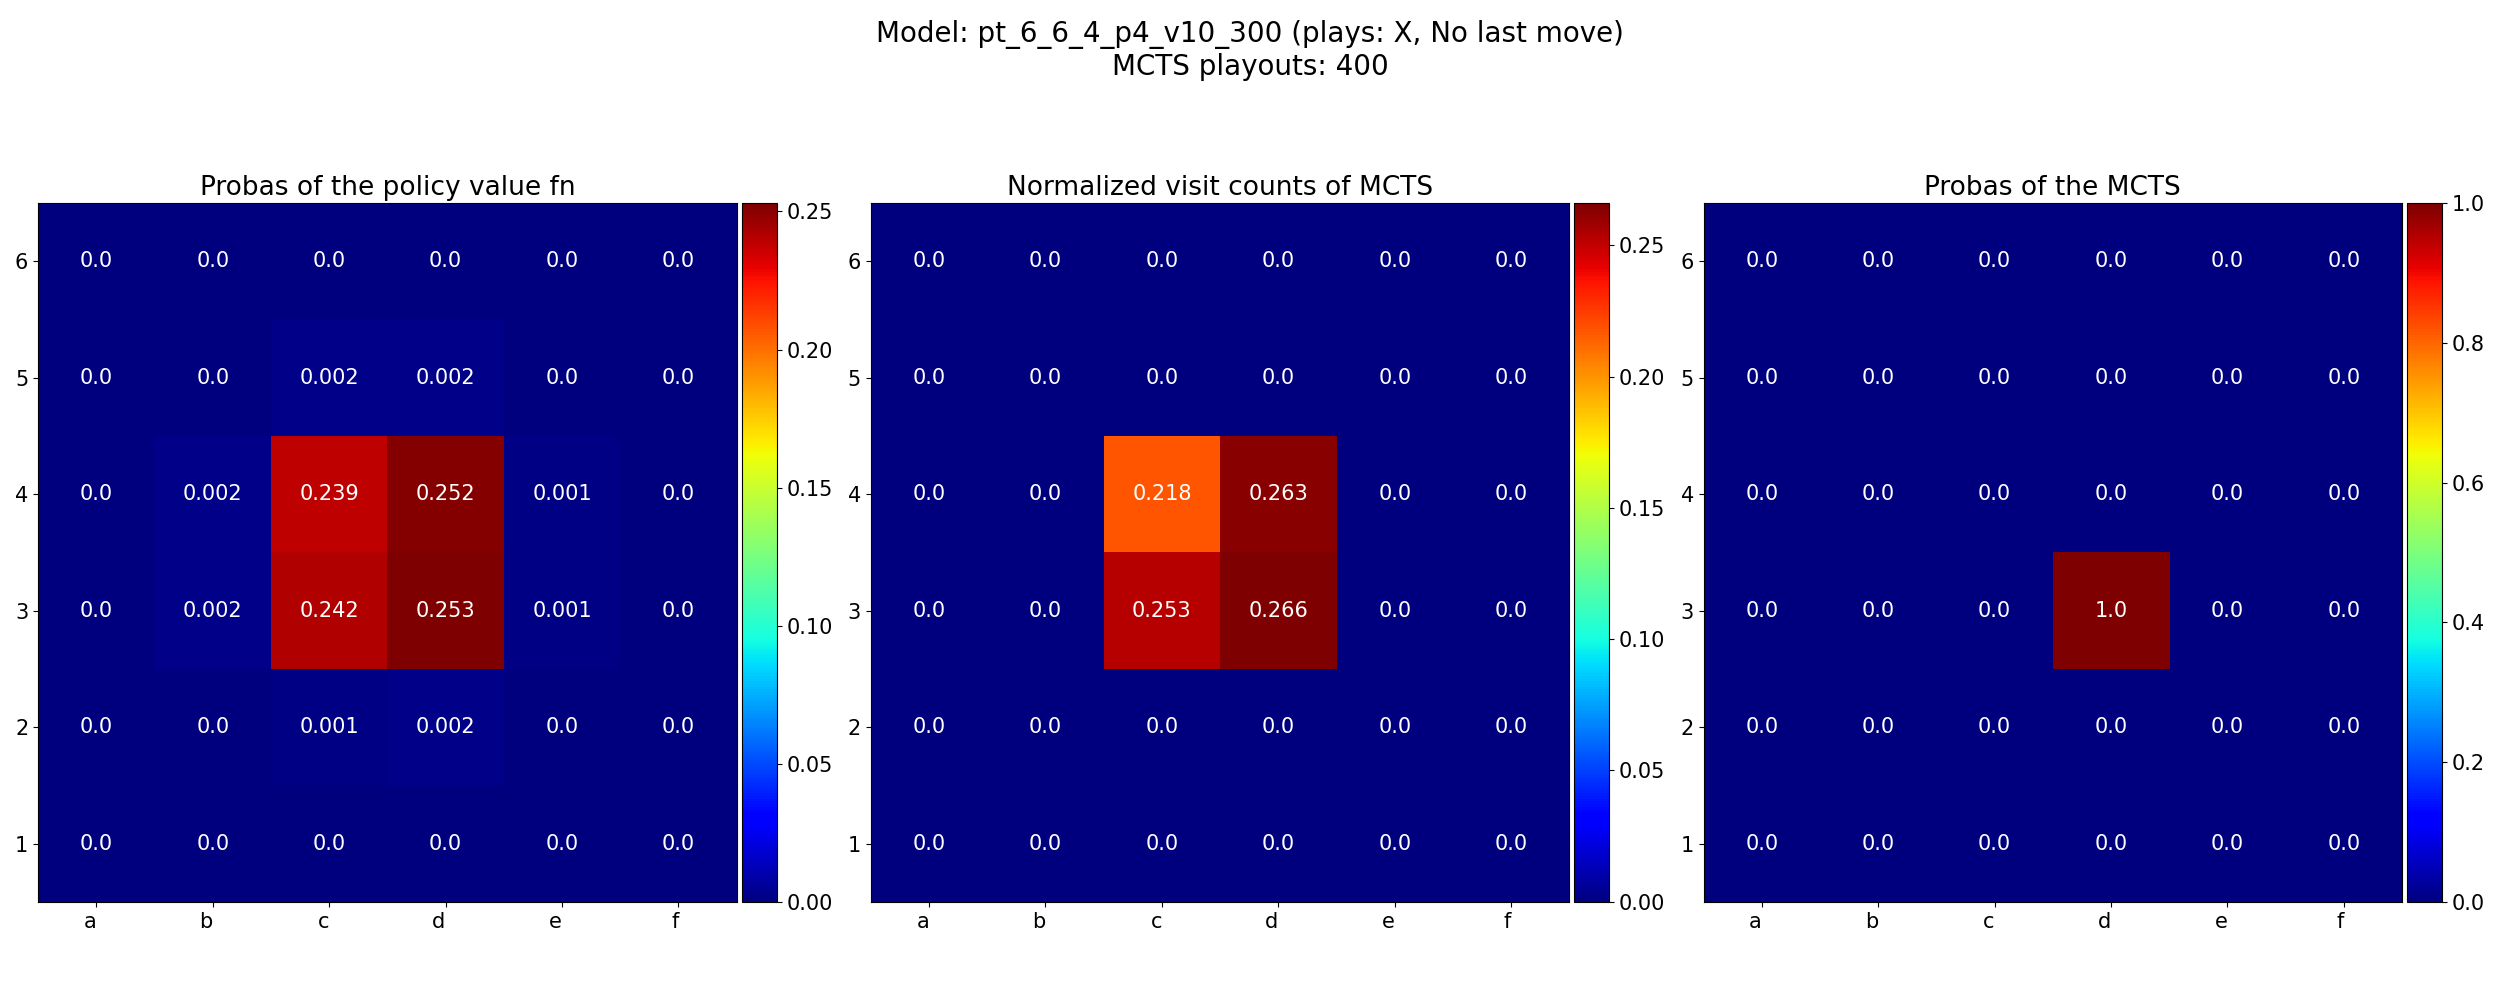 Model: pt_6_6_4_p4_v10_300 (plays: X, No last move)
MCTS playouts: 400
Probas of the policy value fn
6 0.0 0.0 0.0 0.0 0.0 0.0
5 0.0 0.0 0.002 0.002 0.0 0.0
4 0.0 0.002 0.239 0.252 0.001 0.0
3 0.0 0.002 0.242 0.253 0.001 0.0
2 0.0 0.0 0.001 0.002 0.0 0.0
1 0.0 0.0 0.0 0.0 0.0 0.0
a b c d e f
0.25
0.20
0.15
0.10
0.05
0.00
Normalized visit counts of MCTS
6 0.0 0.0 0.0 0.0 0.0 0.0
5 0.0 0.0 0.0 0.0 0.0 0.0
4 0.0 0.0 0.218 0.263 0.0 0.0
3 0.0 0.0 0.253 0.266 0.0 0.0
2 0.0 0.0 0.0 0.0 0.0 0.0
1 0.0 0.0 0.0 0.0 0.0 0.0
a b c d e f
0.25
0.20
0.15
0.10
0.05
0.00
Probas of the MCTS
6 0.0 0.0 0.0 0.0 0.0 0.0
5 0.0 0.0 0.0 0.0 0.0 0.0
4 0.0 0.0 0.0 0.0 0.0 0.0
3 0.0 0.0 0.0 1.0 0.0 0.0
2 0.0 0.0 0.0 0.0 0.0 0.0
1 0.0 0.0 0.0 0.0 0.0 0.0
a b c d e f
1.0
0.8
0.6
0.4
0.2
0.0